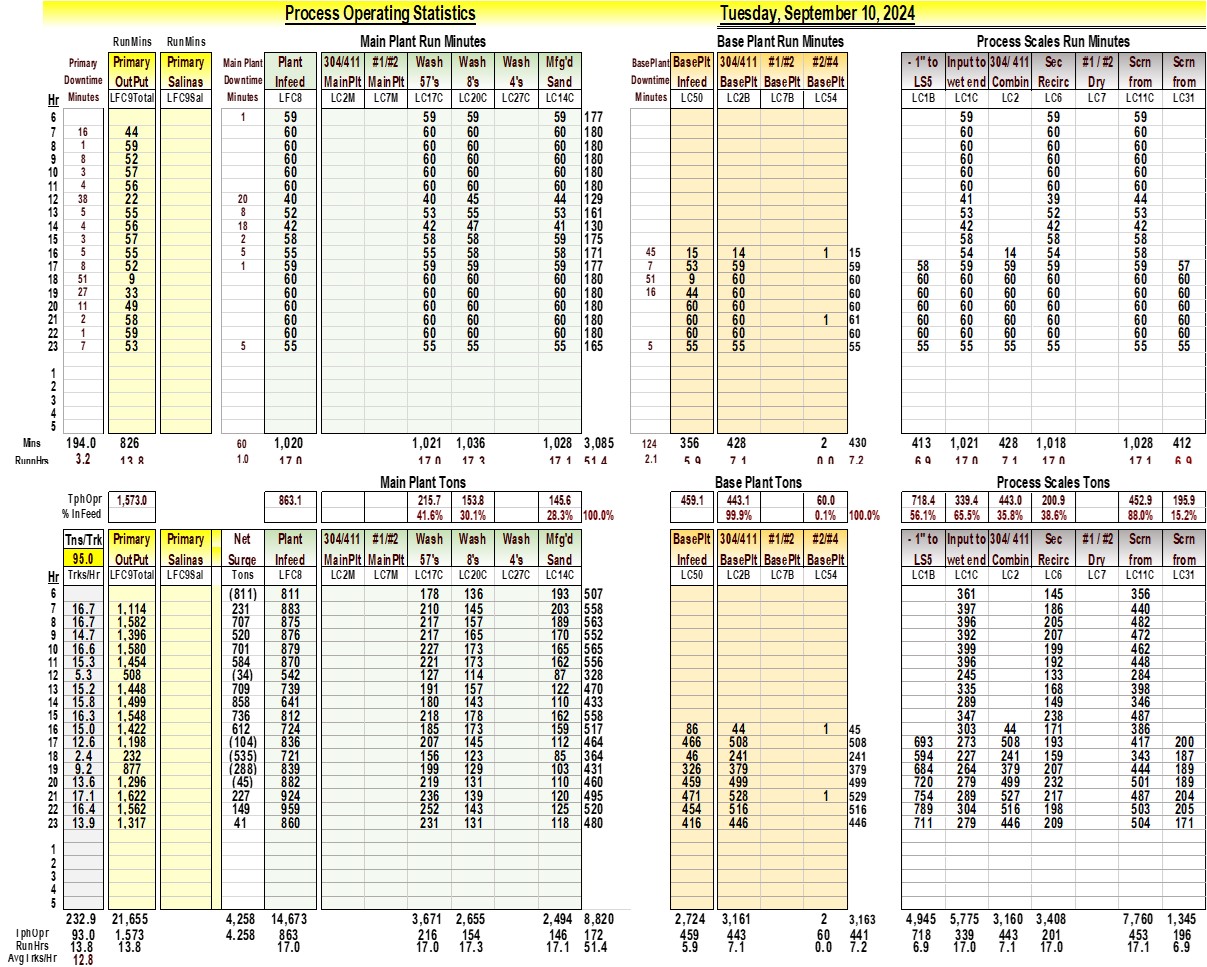 Process Operating Statistics Tuesday, September 10, 2024
RunMins RunMins Main Plant Run Minutes Base Plant Run Minutes Process Scales Run Minutes
Primary Primary Primary Main Plant Plant 304/411 #1/#2 Wash Wash Wash Mfg'd BasePlant BasePlt 304/411 #1/#2 #2/#4 - 1" to Input to 304/ 411 Sec #1 / #2 Scrn Scrn
Downtime OutPut Salinas Downtime Infeed MainPlt MainPlt 57's 8's 4's Sand Downtime Infeed BasePlt BasePlt BasePlt LS5 wet end Combin Recirc Dry from from
Hr Minutes LFC9Total LFC9Sal Minutes LFC8 LC2M LC7M LC17C LC20C LC27C LC14C Minutes LC50 LC2B LC7B LC54 LC1B LC1C LC2 LC6 LC7 LC11C LC31
6 1 59 59 59 59 177 59 59 59
7 16 44 60 60 60 60 180 60 60 60
8 1 59 60 60 60 60 180 60 60 60
9 8 52 60 60 60 60 180 60 60 60
10 3 57 60 60 60 60 180 60 60 60
11 4 56 60 60 60 60 180 60 60 60
12 38 22 20 40 40 45 44 129 41 39 44
13 5 55 8 52 53 55 53 161 53 52 53
14 4 56 18 42 42 47 41 130 42 42 42
15 3 57 2 58 58 58 59 175 58 58 58
16 5 55 5 55 55 58 58 171 45 15 14 1 15 54 14 54 58
17 8 52 1 59 59 59 59 177 7 53 59 59 58 59 59 59 59 57
18 51 9 60 60 60 60 180 51 9 60 60 60 60 60 60 60 60
19 27 33 60 60 60 60 180 16 44 60 60 60 60 60 60 60 60
20 11 49 60 60 60 60 180 60 60 60 60 60 60 60 60 60
21 2 58 60 60 60 60 180 60 60 1 61 60 60 60 60 60 60
22 1 59 60 60 60 60 180 60 60 60 60 60 60 60 60 60
23 7 53 5 55 55 55 55 165 5 55 55 55 55 55 55 55 55 55
1
2
3
4
5
Mins 194.0 826 60 1,020 1,021 1,036 1,028 3,085 124 356 428 2 430 413 1,021 428 1,018 1,028 412
RunnHrs 3.2 13.8 1.0 17.0 17.0 17.3 17.1 51.4 2.1 5.9 7.1 0.0 7.2 6.9 17.0 7.1 17.0 17.1 6.9
Main Plant Tons Base Plant Tons Process Scales Tons
TphOpr 1,573.0 863.1 215.7 153.8 145.6 459.1 443.1 60.0 718.4 339.4 443.0 200.9 452.9 195.9
% InFeed 41.6% 30.1% 28.3% 100.0% 99.9% 0.1% 100.0% 56.1% 65.5% 35.8% 38.6% 88.0% 15.2%
Tns/Trk Primary Primary Net Plant 304/411 #1/#2 Wash Wash Wash Mfg'd BasePlt 304/411 #1/#2 #2/#4 - 1" to Input to 304/ 411 Sec #1 / #2 Scrn Scrn
95.0 OutPut Salinas Surge Infeed MainPlt MainPlt 57's 8's 4's Sand Infeed BasePlt BasePlt BasePlt LS5 wet end Combin Recirc Dry from from
Hr Trks/Hr LFC9Total LFC9Sal Tons LFC8 LC2M LC7M LC17C LC20C LC27C LC14C LC50 LC2B LC7B LC54 LC1B LC1C LC2 LC6 LC7 LC11C LC31
6 (811) 811 178 136 193 507 361 145 356
7 16.7 1,114 231 883 210 145 203 558 397 186 440
8 16.7 1,582 707 875 217 157 189 563 396 205 482
9 14.7 1,396 520 876 217 165 170 552 392 207 472
10 16.6 1,580 701 879 227 173 165 565 399 199 462
11 15.3 1,454 584 870 221 173 162 556 396 192 448
12 5.3 508 (34) 542 127 114 87 328 245 133 284
13 15.2 1,448 709 739 191 157 122 470 335 168 398
14 15.8 1,499 858 641 180 143 110 433 289 149 346
15 16.3 1,548 736 812 218 178 162 558 347 238 487
16 15.0 1,422 612 724 185 173 159 517 86 44 1 45 303 44 171 386
17 12.6 1,198 (104) 836 207 145 112 464 466 508 508 693 273 508 193 417 200
18 2.4 232 (535) 721 156 123 85 364 46 241 241 594 227 241 159 343 187
19 9.2 877 (288) 839 199 129 103 431 326 379 379 684 264 379 207 444 189
20 13.6 1,296 (45) 882 219 131 110 460 459 499 499 720 279 499 232 501 189
21 17.1 1,622 227 924 236 139 120 495 471 528 1 529 754 289 527 217 487 204
22 16.4 1,562 149 959 252 143 125 520 454 516 516 789 304 516 198 503 205
23 13.9 1,317 41 860 231 131 118 480 416 446 446 711 279 446 209 504 171
1
2
3
4
5
232.9 21,655 4,258 14,673 3,671 2,655 2,494 8,820 2,724 3,161 2 3,163 4,945 5,775 3,160 3,408 7,760 1,345
TphOpr 93.0 1,573 4,258 863 216 154 146 172 459 443 60 441 718 339 443 201 453 196
RunHrs 13.8 13.8 17.0 17.0 17.3 17.1 51.4 5.9 7.1 0.0 7.2 6.9 17.0 7.1 17.0 17.1 6.9
Avg Trks/Hr 12.8